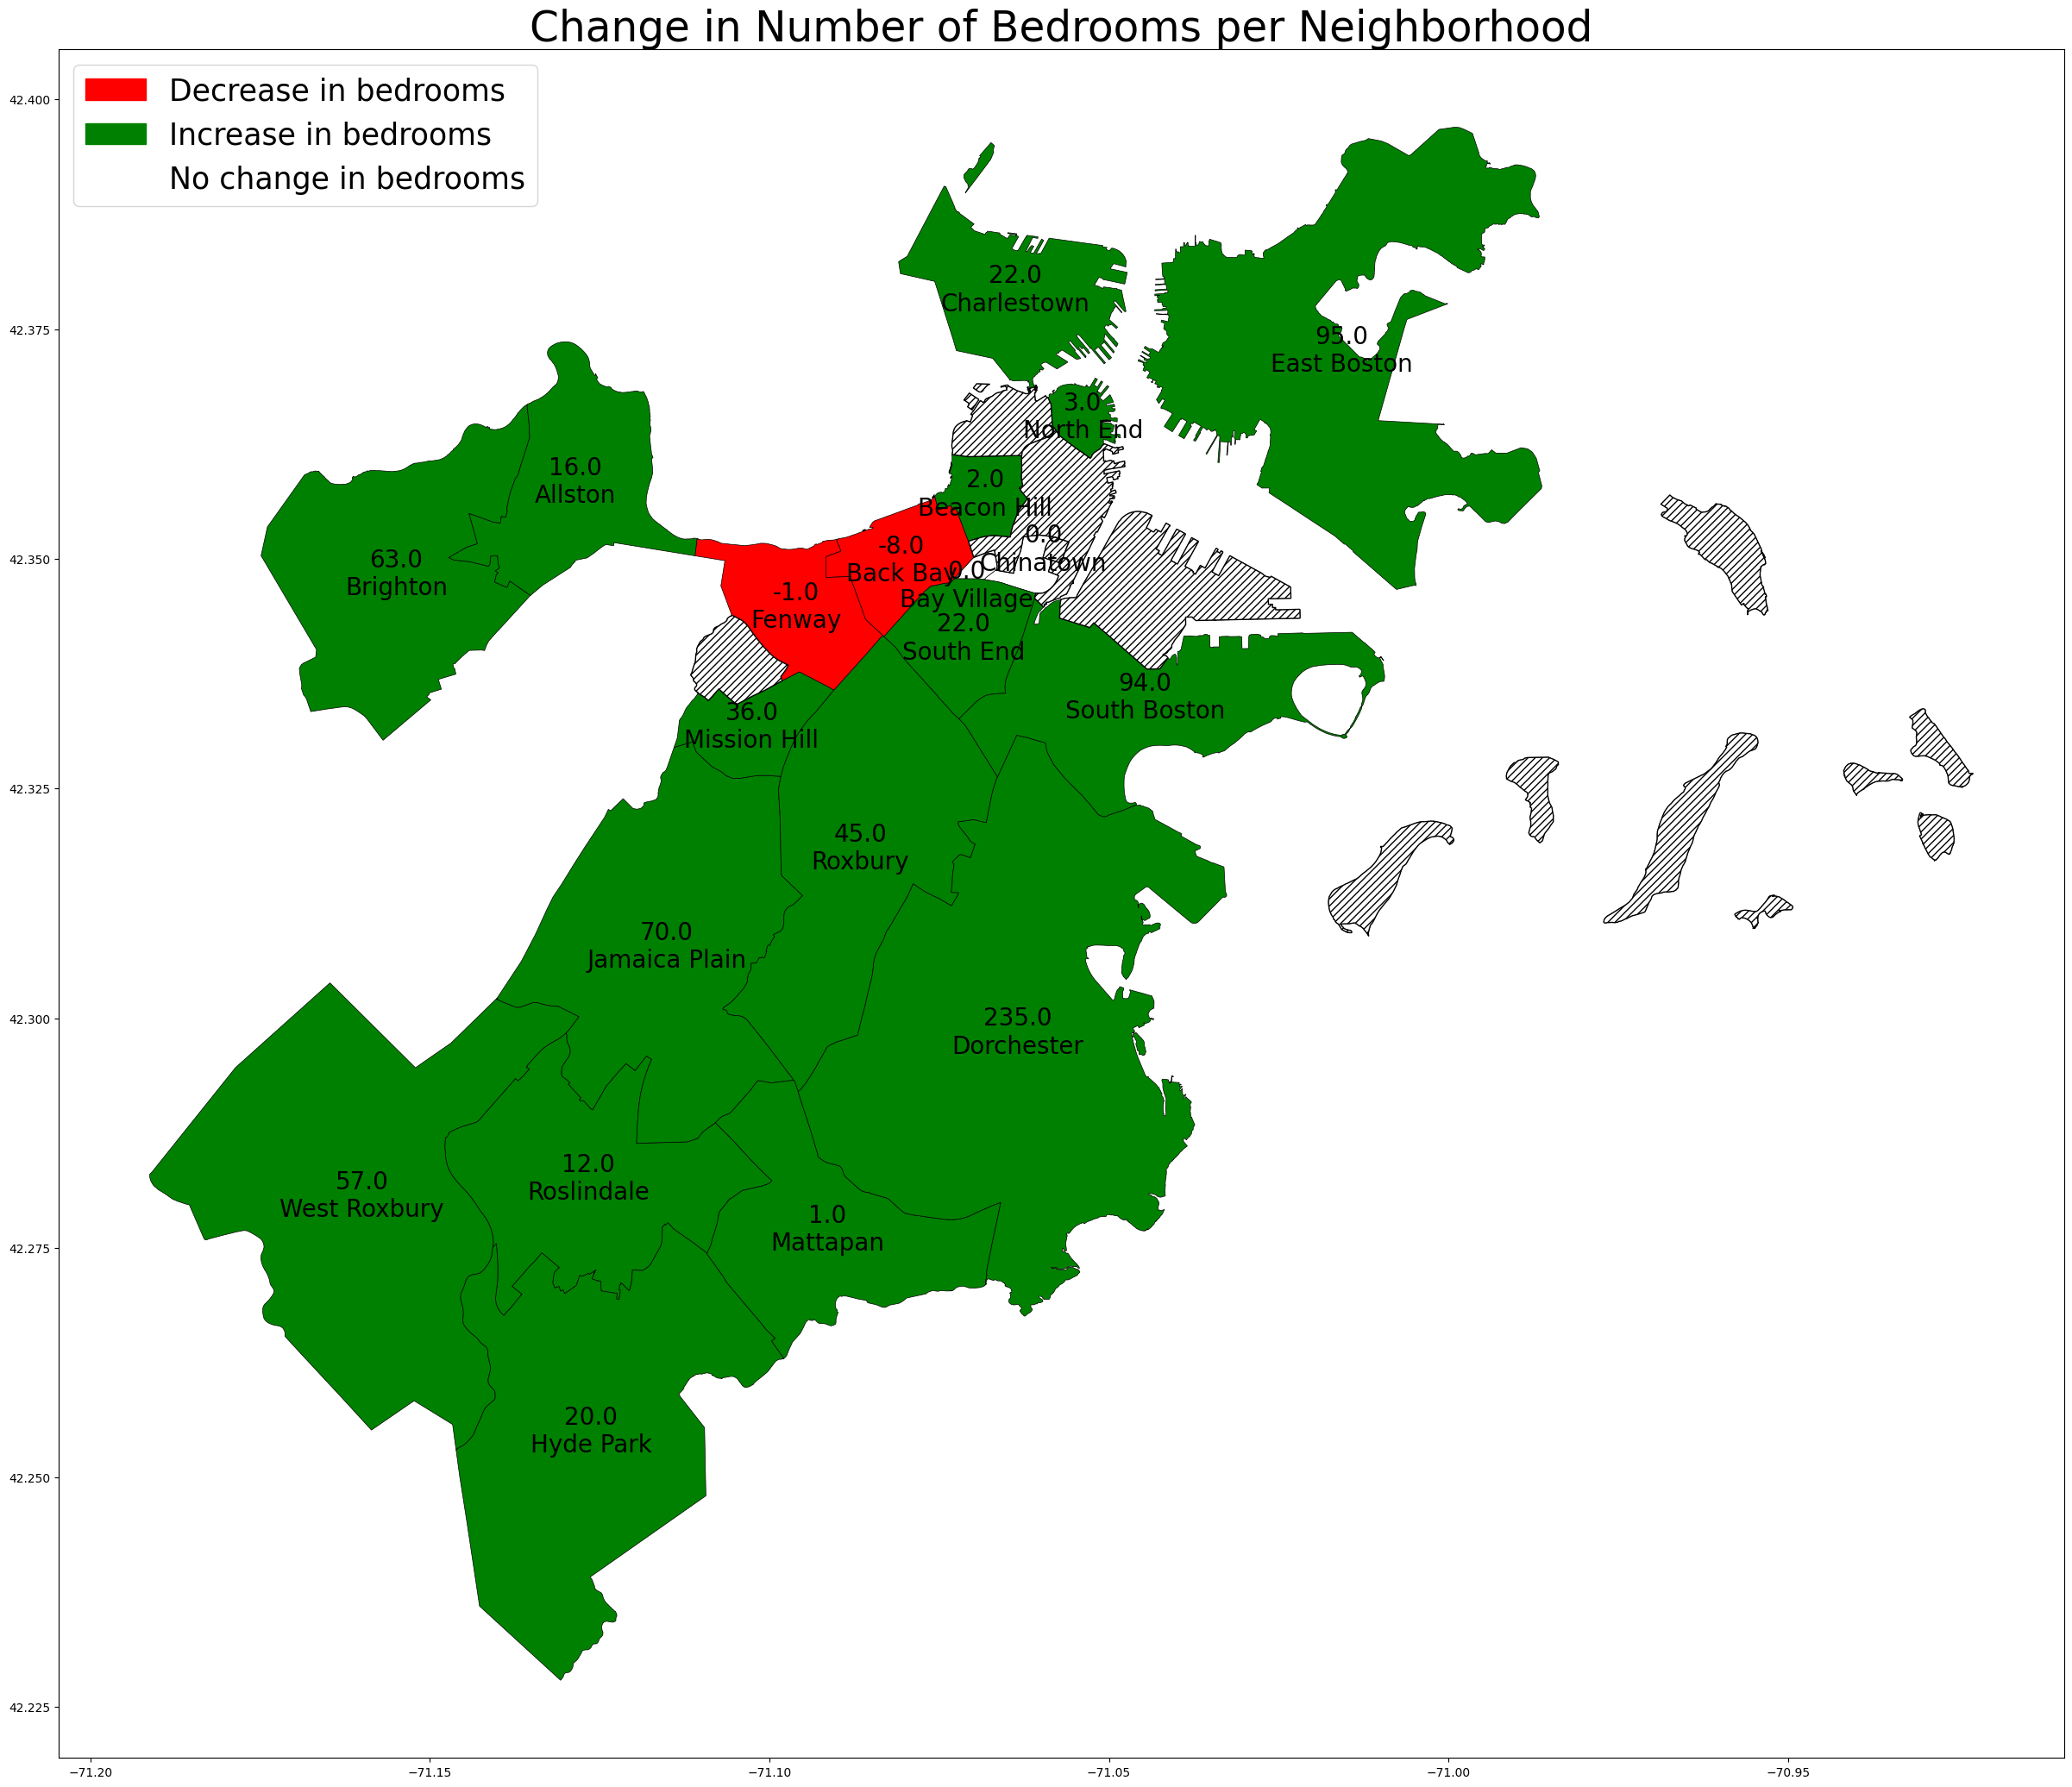 Change in Number of Bedrooms per Neighborhood
Decrease in bedrooms
Increase in bedrooms
No change in bedrooms
42.400
42.375
42.350
42.325
42.300
42.275
42.250
42.225
22.0
Charlestown
95.0
East Boston
3.0
North End
16.0
Allston
2.0
Beacon Hill
0.0
Chinatown
-8.0
Back Bay
63.0
Brighton
0.0
Bay Village
-1.0
Fenway
22.0
South End
94.0
South Boston
36.0
Mission Hill
45.0
Roxbury
70.0
Jamaica Plain
235.0
Dorchester
12.0
Roslindale
57.0
West Roxbury
1.0
Mattapan
20.0
Hyde Park
−71.20
−71.15
−71.10
−71.05
−71.00
−70.95